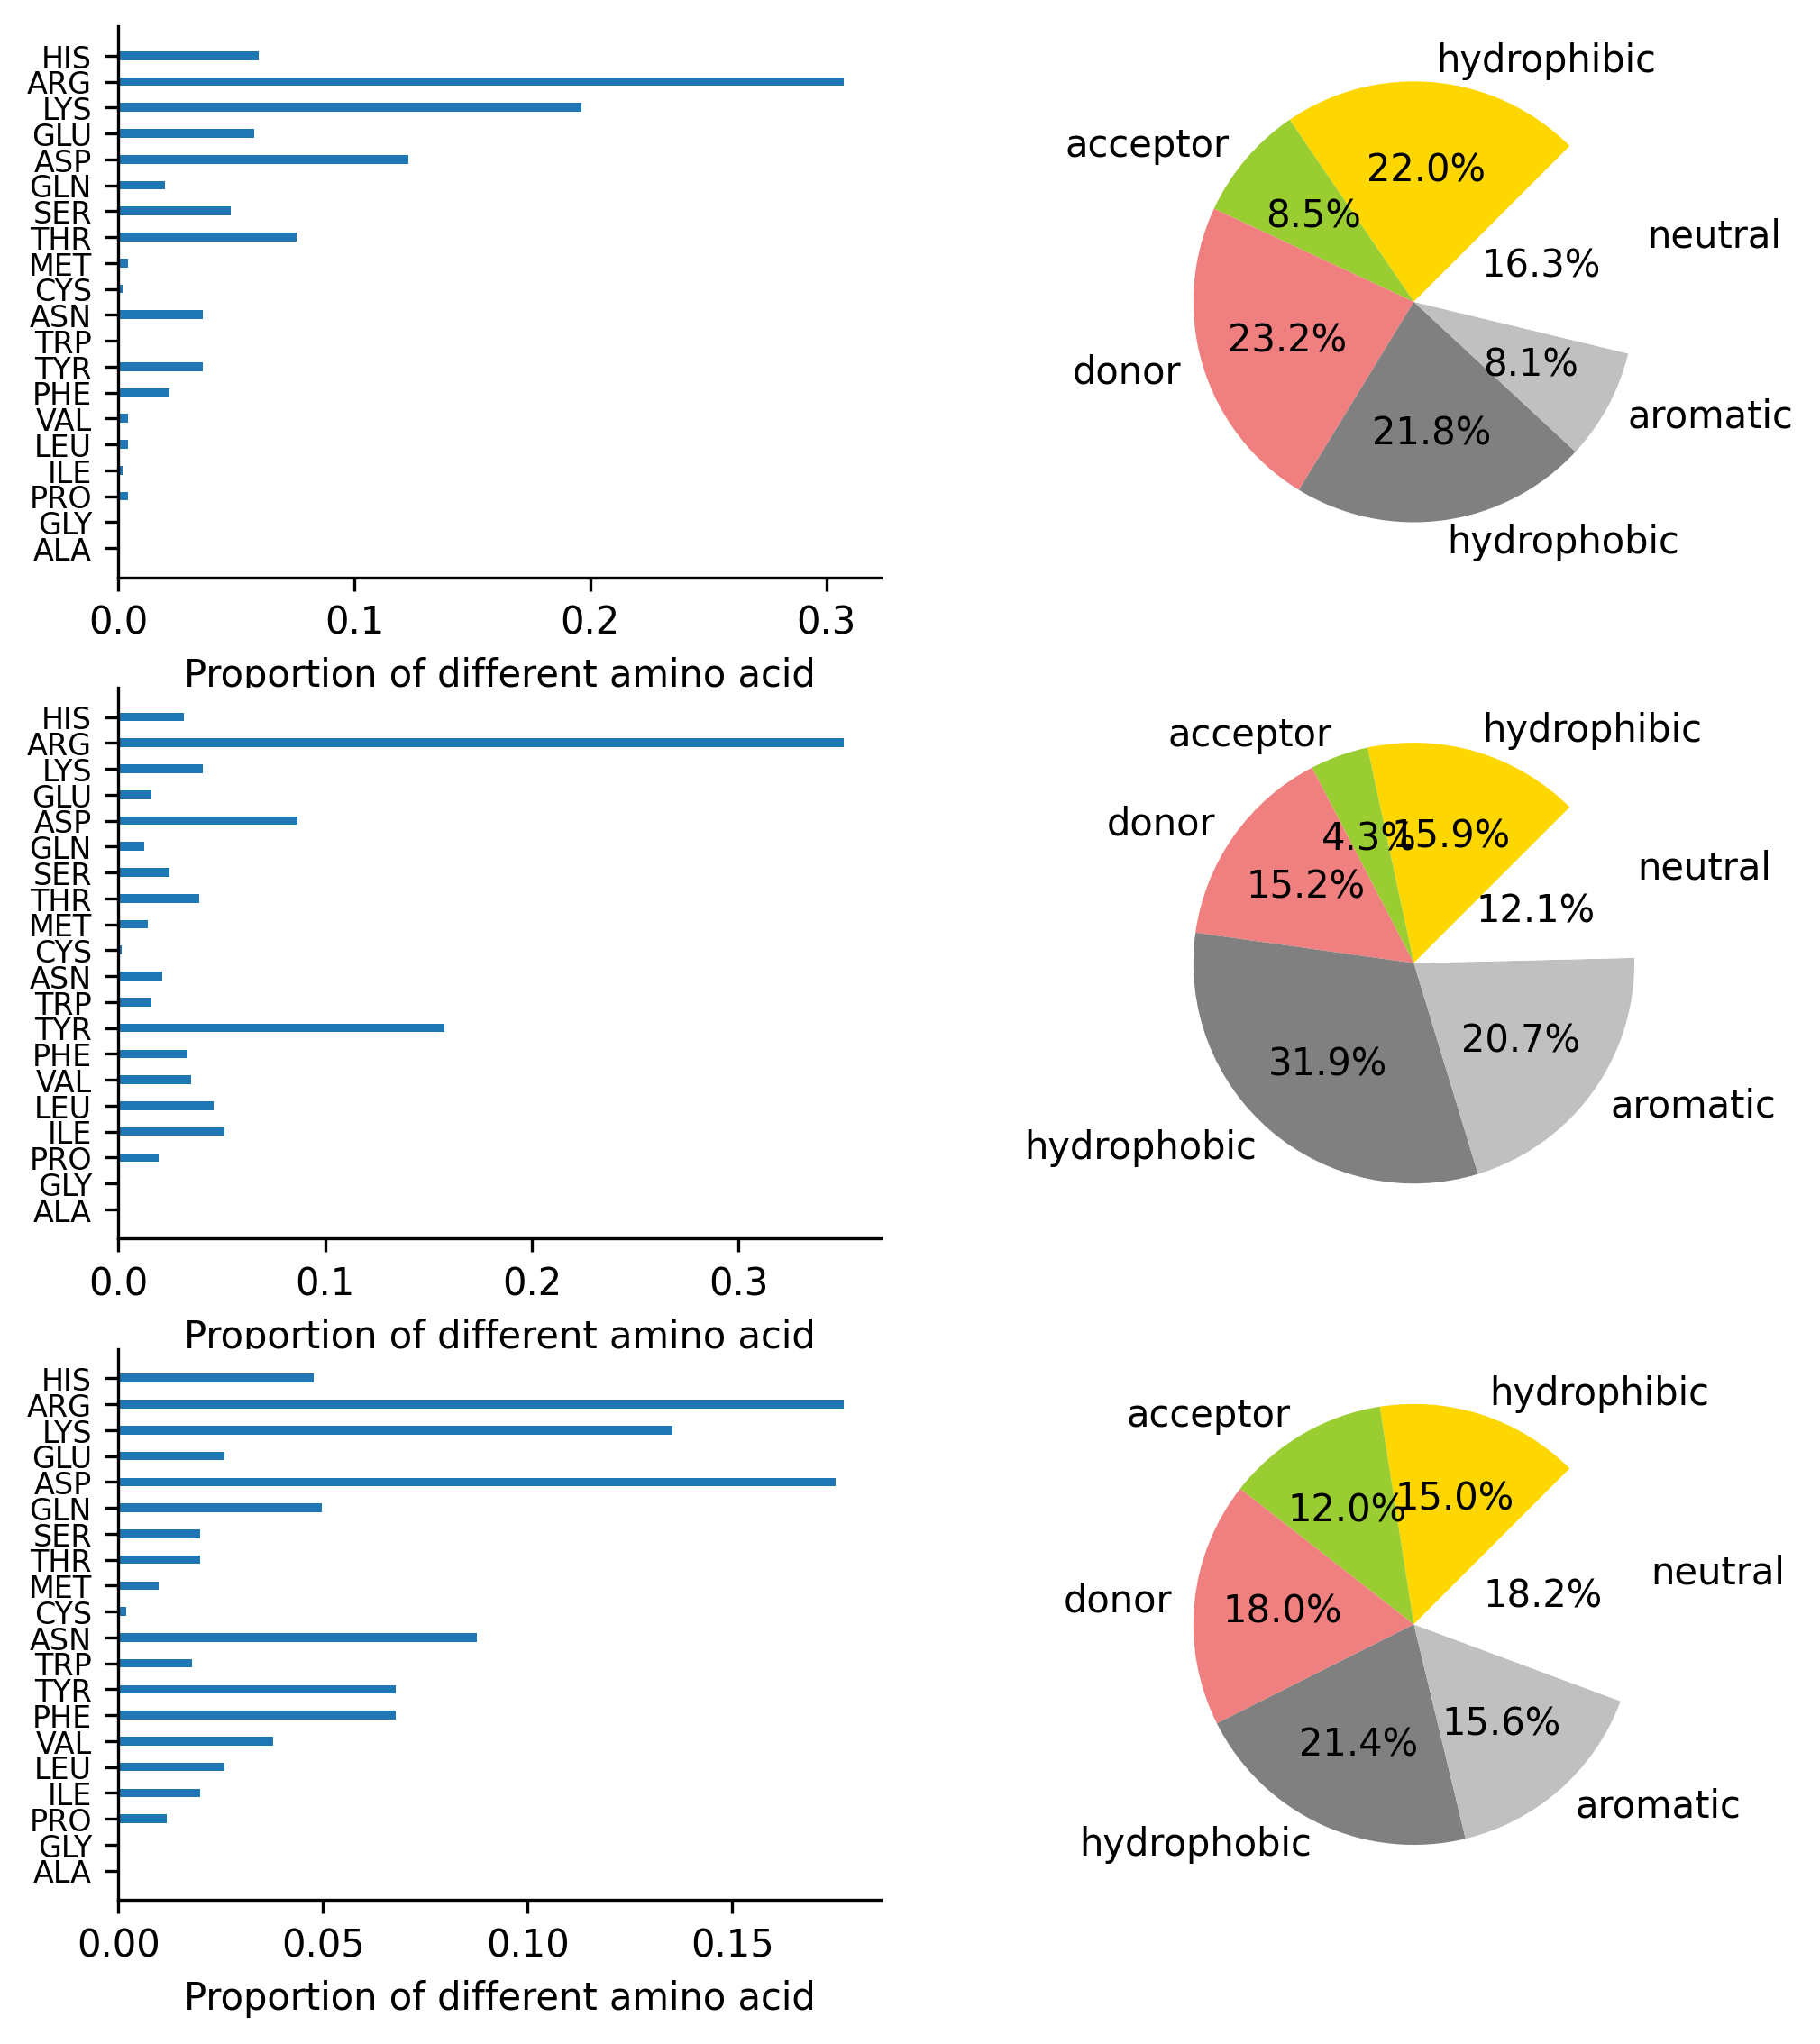 HIS
ARG
LYS
GLU
ASP
GLN
SER
THR
MET
CYS
ASN
TRP
TYR
PHE
VAL
LEU
ILE
PRO
GLY
ALA
0.0 0.1 0.2 0.3
Proportion of different amino acid
hydrophibic
acceptor
22.0%
8.5%
neutral
16.3%
23.2%
donor
8.1%
aromatic
21.8%
hydrophobic
HIS
ARG
LYS
GLU
ASP
GLN
SER
THR
MET
CYS
ASN
TRP
TYR
PHE
VAL
LEU
ILE
PRO
GLY
ALA
0.0 0.1 0.2 0.3
Proportion of different amino acid
hydrophibic
acceptor
donor
4.3%
15.9%
neutral
15.2%
12.1%
20.7%
31.9%
aromatic
hydrophobic
HIS
ARG
LYS
GLU
ASP
GLN
SER
THR
MET
CYS
ASN
TRP
TYR
PHE
VAL
LEU
ILE
PRO
GLY
ALA
0.00 0.05 0.10 0.15
Proportion of different amino acid
hydrophibic
acceptor
15.0%
12.0%
neutral
18.2%
donor
18.0%
15.6%
21.4%
aromatic
hydrophobic